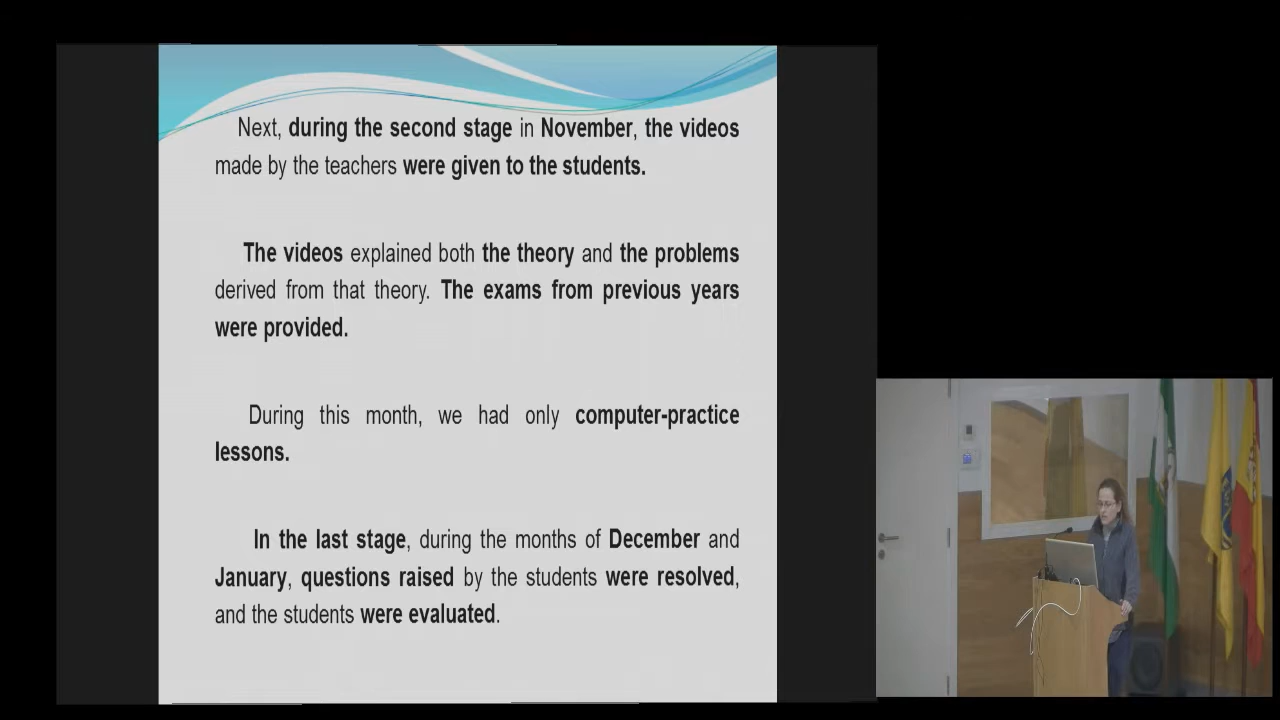 Next, during the second stage in November, the videos
made by the teachers were given to the students.
The videos explained both the theory and the problems
derived from that theory. The exams from previous years
were provided.
During this month, we had only computer-practice
lessons.
In the last stage, during the months of December and
January, questions raised by the students were resolved,
and the students were evaluated.